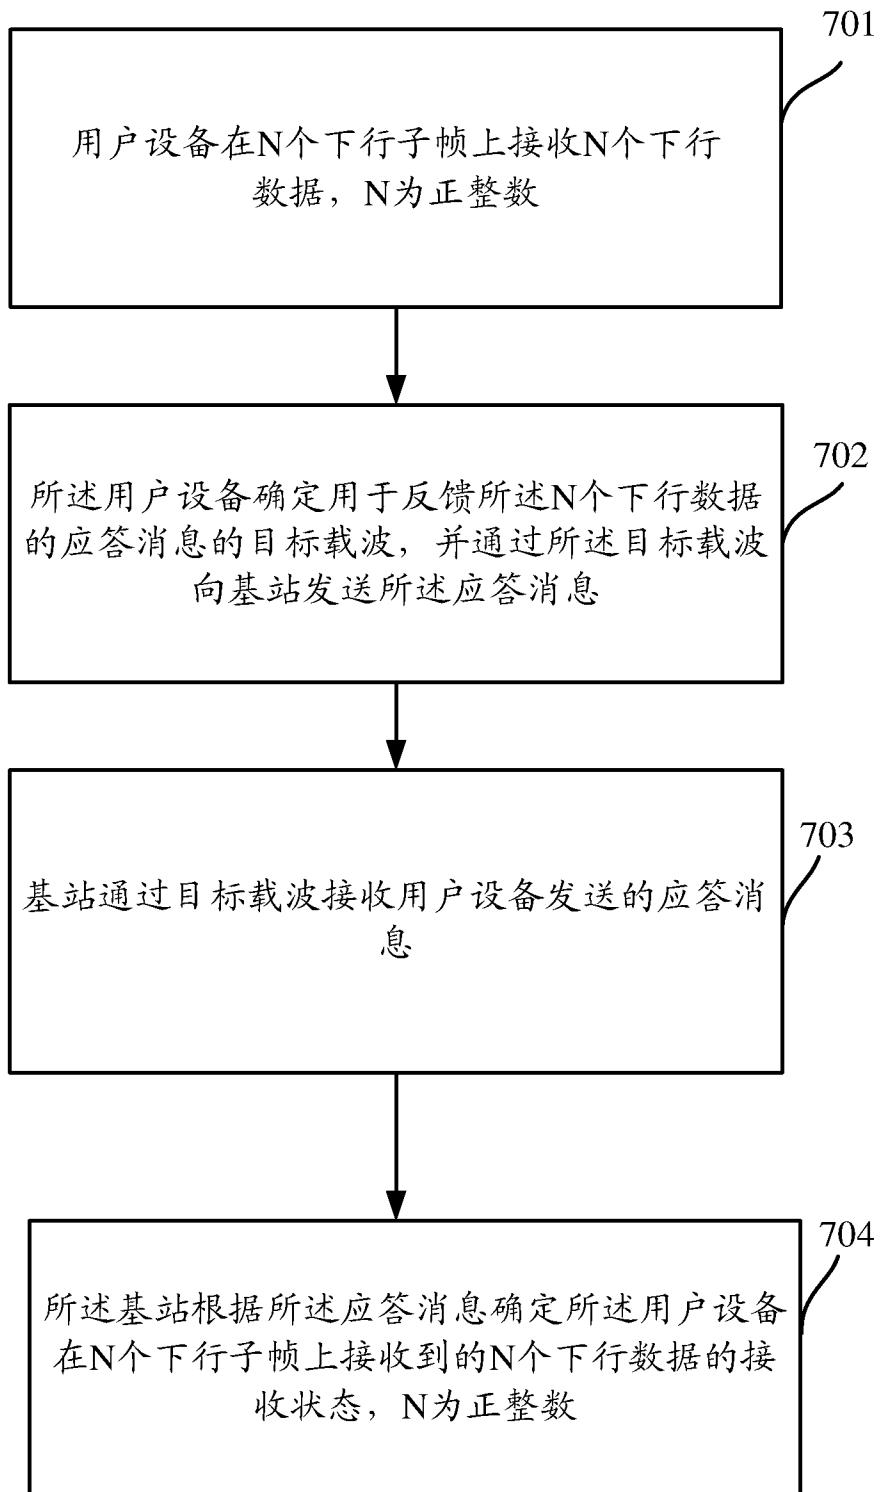 701
用户设备在N个下行子帧上接收N个下行
数据，N为正整数
702
所述用户设备确定用于反馈所述N个下行数据
的应答消息的目标载波，并通过所述目标载波
向基站发送所述应答消息
703
基站通过目标载波接收用户设备发送的应答消
息
704
所述基站根据所述应答消息确定所述用户设备
在N个下行子帧上接收到的N个下行数据的接
收状态，N为正整数